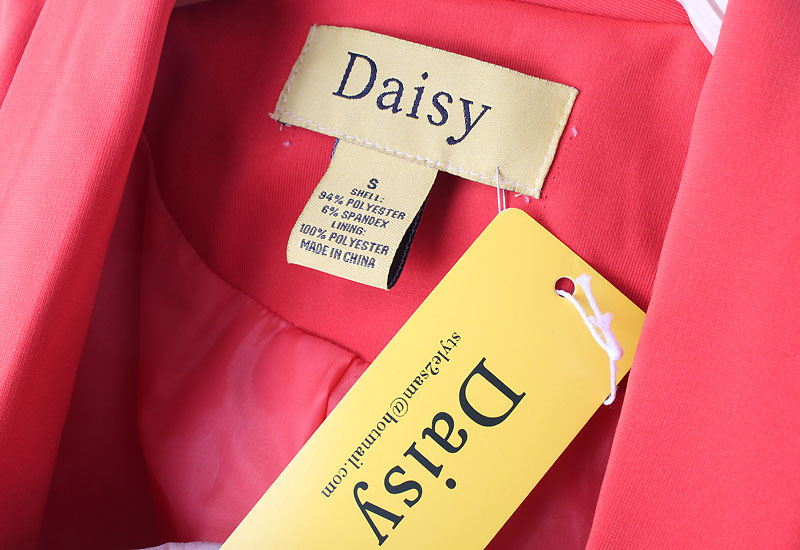 Daisy
S
SHELL:
94% POLYESTER
6% SPANDEX
LINING:
100% POLYESTER
MADE IN CHINA
Daisy
style2sam@hotmail.com